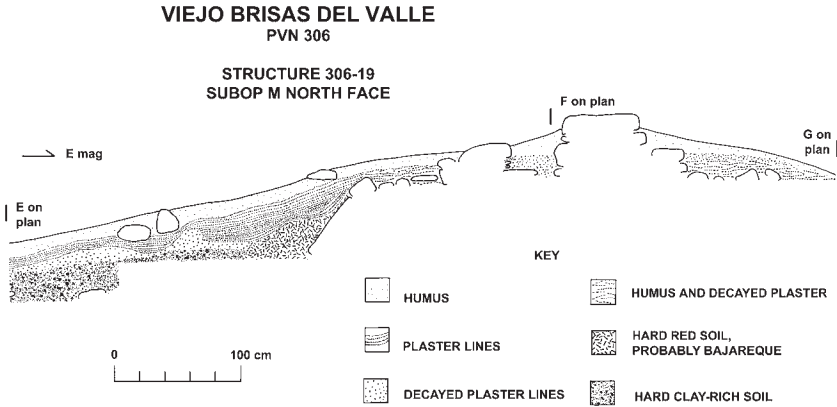 VIEJO BRISAS DEL VALLE
PVN 306
STRUCTURE 306-19
SUBOP M NORTH FACE
F on plan
G on
plan
E mag
E on
plan
KEY
HUMUS
HUMUS AND DECAYED PLASTER
PLASTER LINES
HARD RED SOIL,
PROBABLY BAJAREQUE
0
100 cm
DECAYED PLASTER LINES
HARD CLAY-RICH SOIL